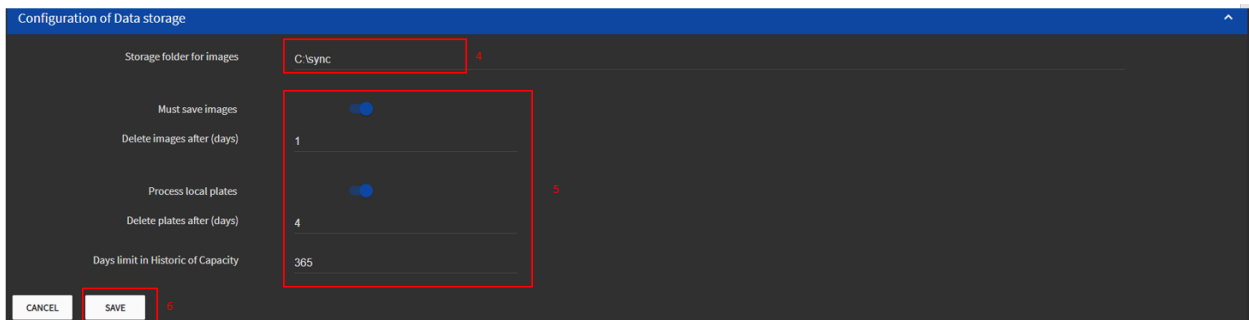 Configuration of Data storage
Storage folder for images C:\sync 4
Must save images
Delete images after (days) 1
Process local plates 5
Delete plates after (days) 4
Days limit in Historic of Capacity 365
CANCEL SAVE 6